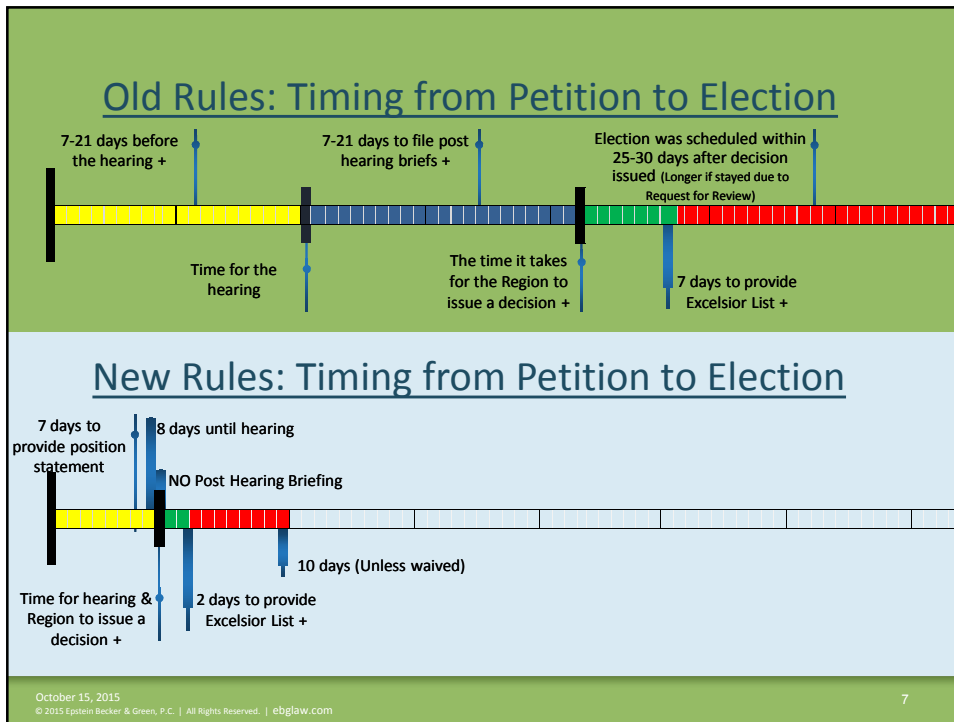 Old Rules: Timing from Petition to Election
7-21 days before
the hearing +
7-21 days to file post
hearing briefs +
Election was scheduled within
25-30 days after decision
issued (Longer if stayed due to
Request for Review)
Time for the
hearing
The time it takes
for the Region to
issue a decision +
7 days to provide
Excelsior List +
New Rules: Timing from Petition to Election
7 days to
provide position
statement
8 days until hearing
NO Post Hearing Briefing
10 days (Unless waived)
Time for hearing &
Region to issue a
decision +
2 days to provide
Excelsior List +
October 15, 2015
© 2015 Epstein Becker & Green, P.C. | All Rights Reserved. | ebglaw.com
7